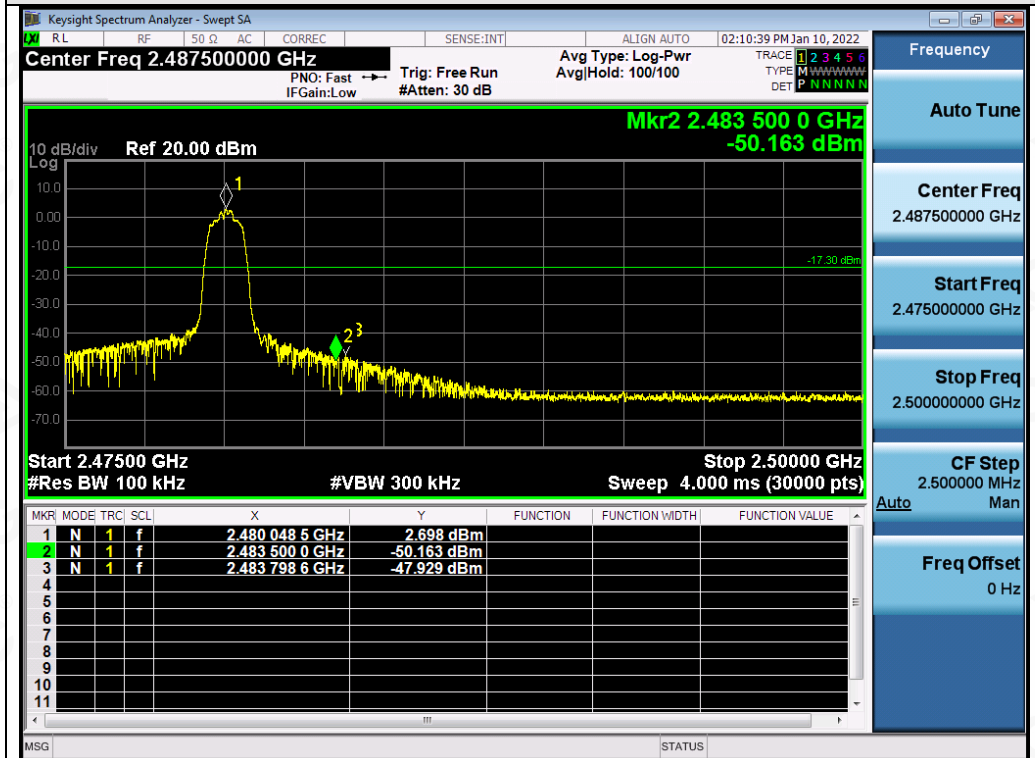 Keysight Spectrum Analyzer - Swept SA
LXI RL RF 50 Ω AC CORREC SENSE:INT ALIGN AUTO 02:10:39 PM Jan 10, 2022
Center Freq 2.487500000 GHz
PNO: Fast
IFGain:Low
Trig: Free Run
#Atten: 30 dB
Avg Type: Log-Pwr
Avg|Hold: 100/100
TRACE 1 2 3 4 5 6
TYPE M WWWWW
DET P N N N N N
Mkr2 2.483 500 0 GHz
-50.163 dBm
10 dB/div Ref 20.00 dBm
Log
10.0
0.00
-10.0
-20.0
-30.0
-40.0
-50.0
-60.0
-70.0
1
2
3
-17.30 dBm
Start 2.47500 GHz Stop 2.50000 GHz
#Res BW 100 kHz #VBW 300 kHz Sweep 4.000 ms (30000 pts)
MKR MODE TRC SCL X Y FUNCTION FUNCTION WIDTH FUNCTION VALUE
1 N 1 f 2.480 048 5 GHz 2.698 dBm
2 N 1 f 2.483 500 0 GHz -50.163 dBm
3 N 1 f 2.483 798 6 GHz -47.929 dBm
4
5
6
7
8
9
10
11
MSG STATUS
Frequency
Auto Tune
Center Freq
2.487500000 GHz
Start Freq
2.475000000 GHz
Stop Freq
2.500000000 GHz
CF Step
2.500000 MHz
Auto Man
Freq Offset
0 Hz